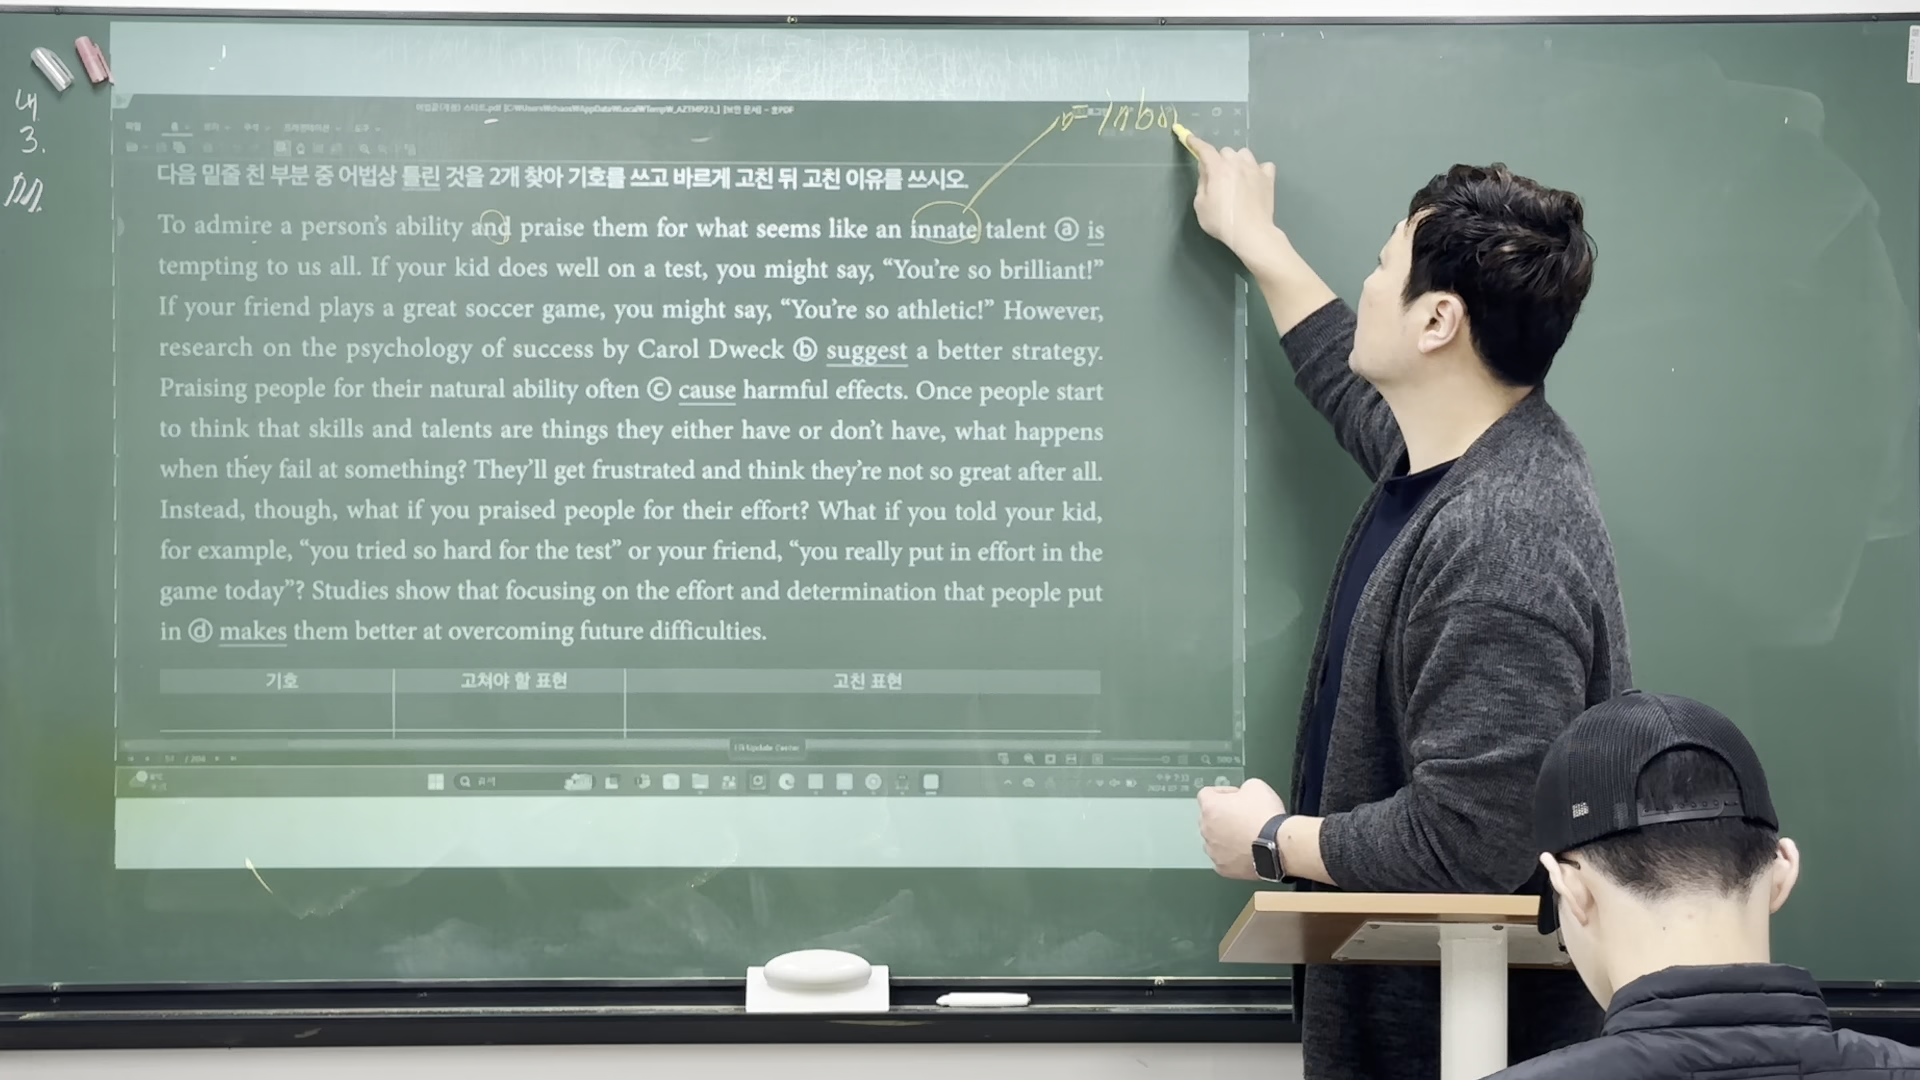 내
3.
= inbor
다음 밑줄 친 부분 중 어법상 틀린 것을 2개 찾아 기호를 쓰고 바르게 고친 뒤 고친 이유를 쓰시오.
To admire a person's ability and praise them for what seems like an innate talent ⓐ is
tempting to us all. If your kid does well on a test, you might say, “You're so brilliant!”
If your friend plays a great soccer game, you might say, “You're so athletic!” However,
research on the psychology of success by Carol Dweck ⓑ suggest a better strategy.
Praising people for their natural ability often ⓒ cause harmful effects. Once people start
to think that skills and talents are things they either have or don't have, what happens
when they fail at something? They'll get frustrated and think they're not so great after all.
Instead, though, what if you praised people for their effort? What if you told your kid,
for example, “you tried so hard for the test” or your friend, “you really put in effort in the
game today”? Studies show that focusing on the effort and determination that people put
in ⓓ makes them better at overcoming future difficulties.
기호 고쳐야 할 표현 고친 표현
검색